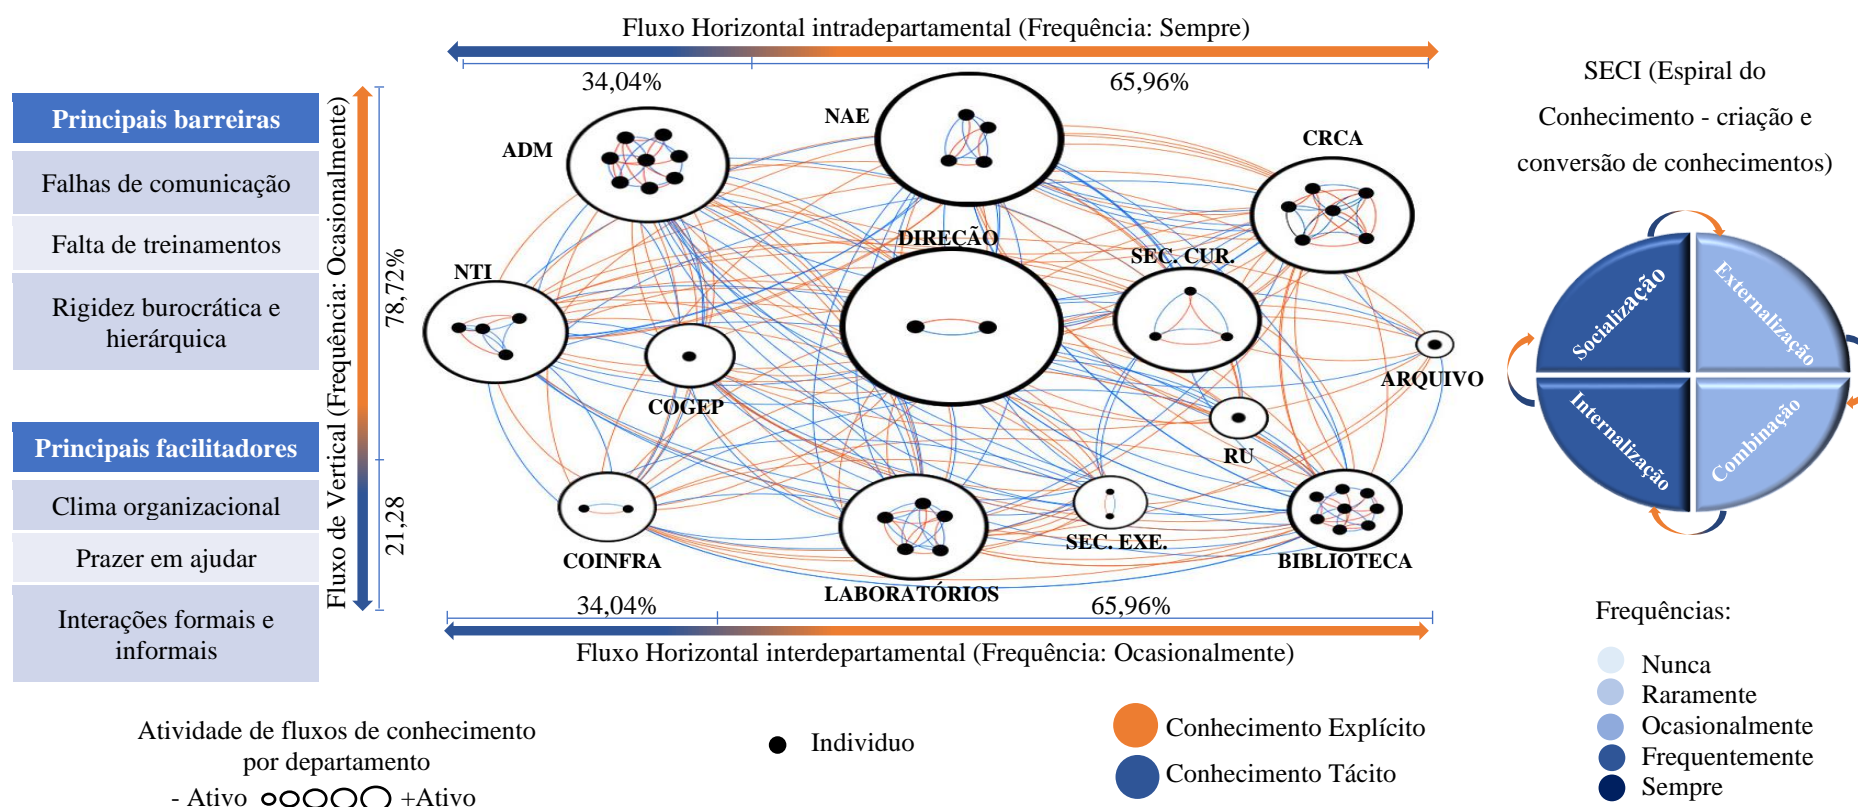 Fluxo Horizontal intradepartamental (Frequência: Sempre)
34,04%
65,96%
Principais barreiras
Falhas de comunicação
Falta de treinamentos
Rigidez burocrática e
hierárquica
Principais facilitadores
Clima organizacional
Prazer em ajudar
Interações formais e
informais
Fluxo de Vertical (Frequência: Ocasionalmente)
78,72%
21,28
NAE
ADM
CRCA
DIREÇÃO
SEC. CUR.
NTI
COGEP
ARQUIVO
RU
COINFRA
LABORATÓRIOS
SEC. EXE.
BIBLIOTECA
34,04%
65,96%
Fluxo Horizontal interdepartamental (Frequência: Ocasionalmente)
SECI (Espiral do
Conhecimento - criação e
conversão de conhecimentos)
Socialização
Externalização
Internalização
Combinação
Frequências:
Nunca
Raramente
Ocasionalmente
Frequentemente
Sempre
Atividade de fluxos de conhecimento
por departamento
- Ativo
+Ativo
Individuo
Conhecimento Explícito
Conhecimento Tácito